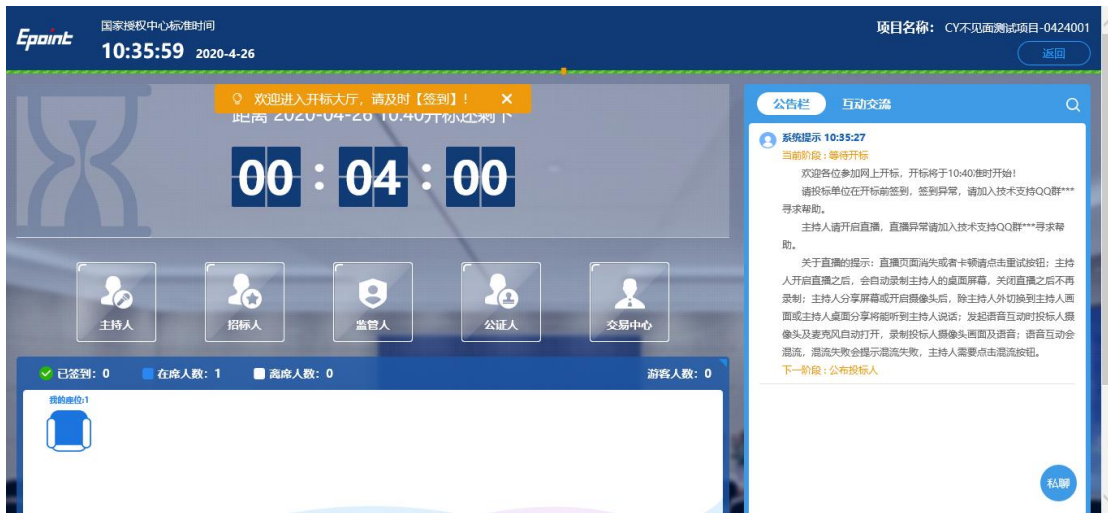 Epoint
国家授权中心标准时间
10:35:59 2020-4-26
项目名称： CY不见面测试项目-0424001
返回
欢迎进入开标大厅，请及时【签到】！ ×
距离 2020-04-26 10:40开标还剩下
00 : 04 : 00
主持人
招标人
监管人
公证人
交易中心
已签到：0 在席人数：1 离席人数：0 游客人数：0
我的座位:1
公告栏 互动交流
系统提示 10:35:27
当前阶段 : 等待开标
欢迎各位参加网上开标，开标将于10:40准时开始!
请投标单位在开标前签到，签到异常，请加入技术支持QQ群***
寻求帮助。
主持人请开启直播，直播异常请加入技术支持QQ群***寻求帮
助。
关于直播的提示：直播页面消失或者卡顿请点击重试按钮；主持
人开启直播之后，会自动录制主持人的桌面屏幕，关闭直播之后不再
录制；主持人分享屏幕或开启摄像头后，除主持人外切换到主持人画
面或主持人桌面分享将能听到主持人说话；发起语音互动时投标人摄
像头及麦克风自动打开，录制投标人摄像头画面及语音；语音互动会
混流，混流失败会提示混流失败，主持人需要点击混流按钮。
下一阶段 : 公布投标人
私聊